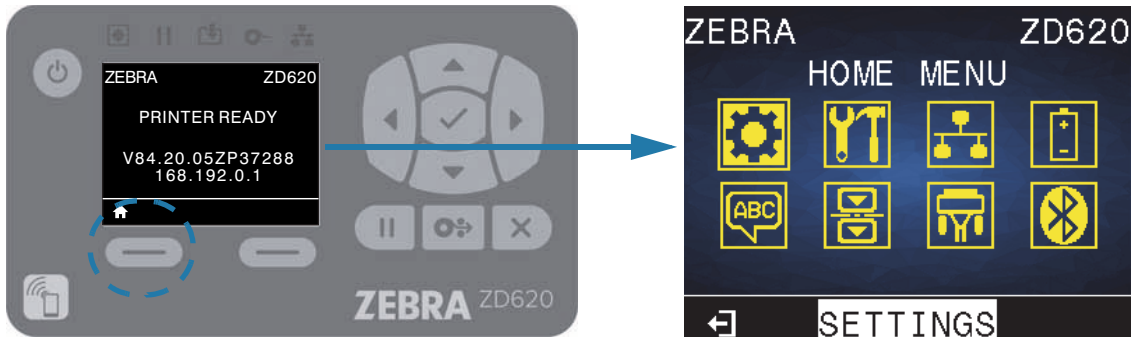 ZEBRA ZD620
PRINTER READY
V84.20.05ZP37288
168.192.0.1
ZEBRA ZD620
ZEBRA ZD620
HOME MENU
ABC
SETTINGS